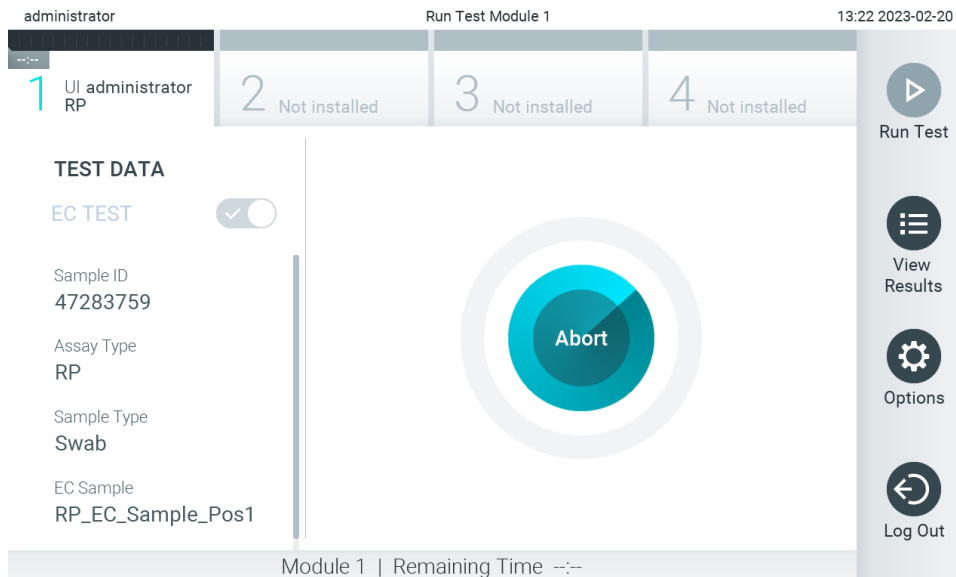 administrator
Run Test Module 1
13:22 2023-02-20
--:--
1
UI administrator
RP
2 Not installed
3 Not installed
4 Not installed
Run Test
TEST DATA
EC TEST
Sample ID
47283759
Assay Type
RP
Sample Type
Swab
EC Sample
RP_EC_Sample_Pos1
Abort
View
Results
Options
Log Out
Module 1 | Remaining Time --:--